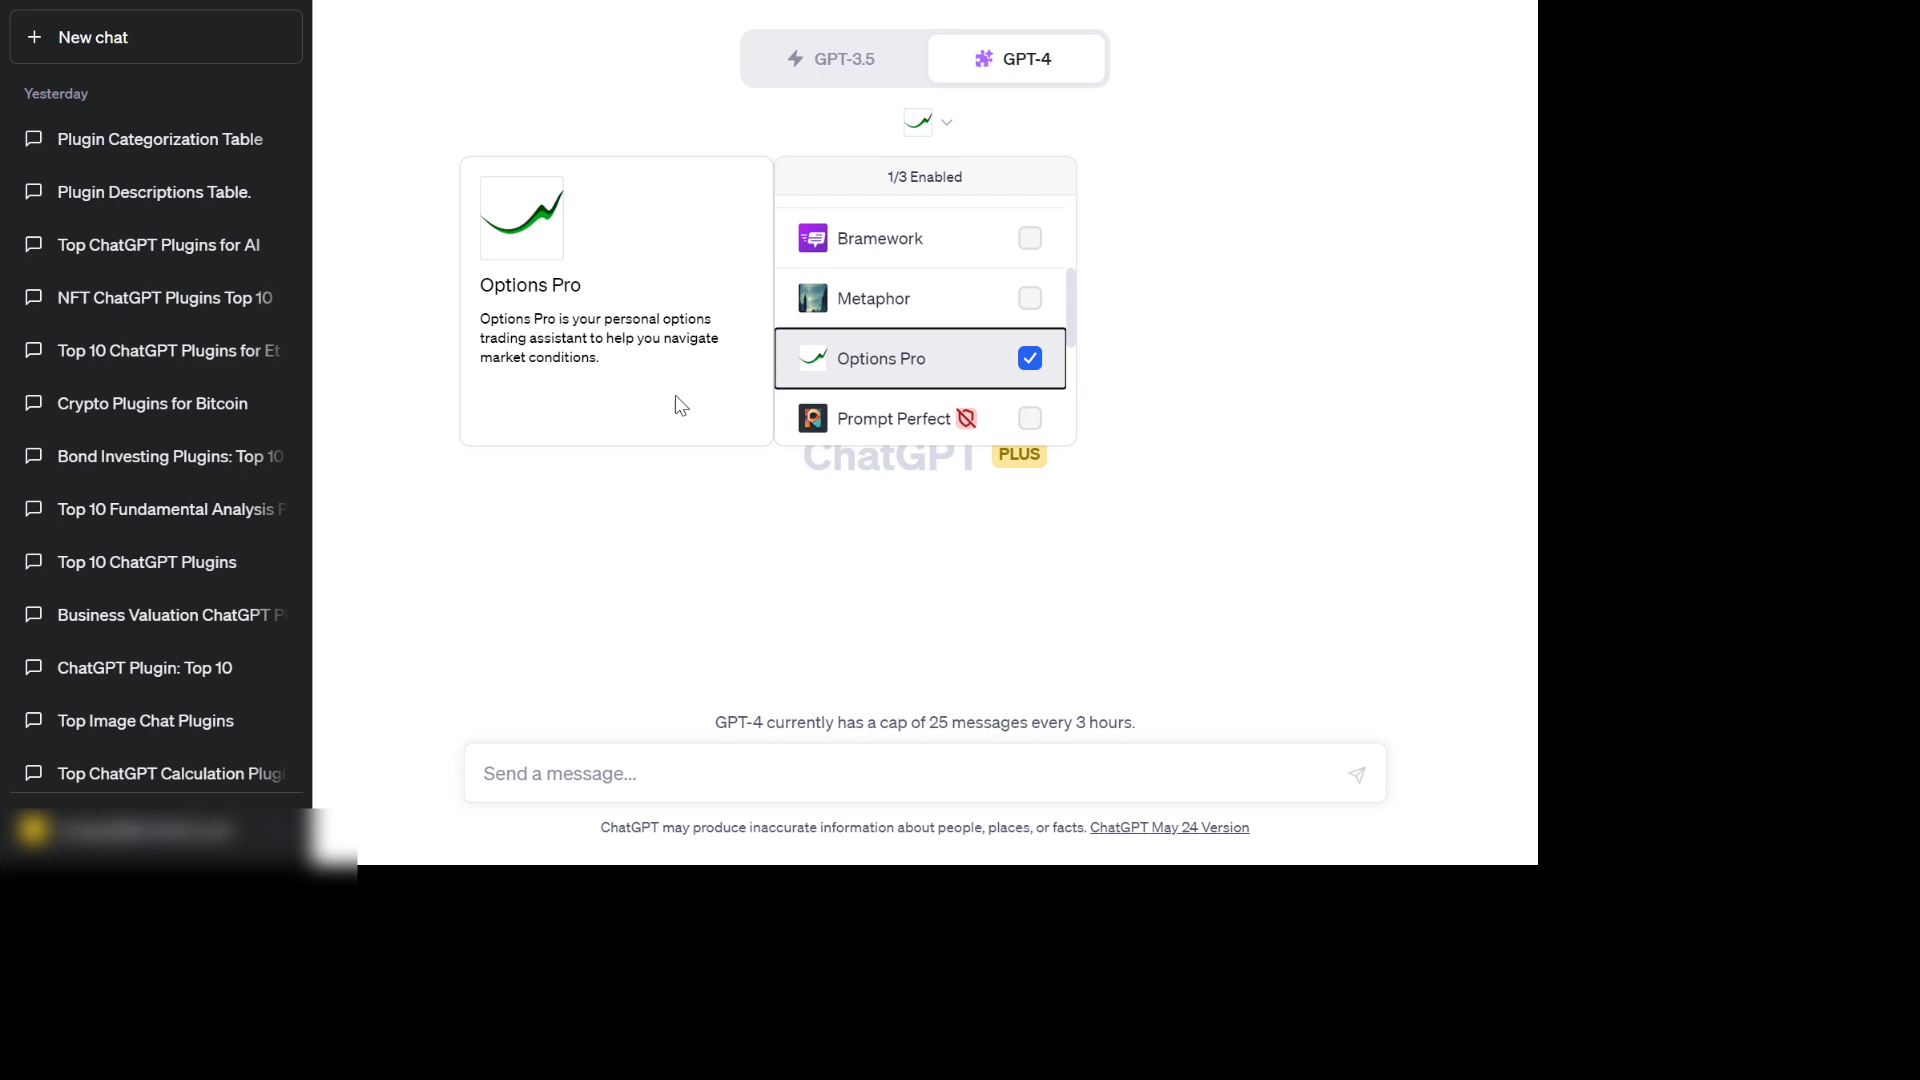 New chat
Yesterday
Plugin Categorization Table
Plugin Descriptions Table.
Top ChatGPT Plugins for AI
NFT ChatGPT Plugins Top 10
Top 10 ChatGPT Plugins for Et
Crypto Plugins for Bitcoin
Bond Investing Plugins: Top 10
Top 10 Fundamental Analysis P
Top 10 ChatGPT Plugins
Business Valuation ChatGPT Pl
ChatGPT Plugin: Top 10
Top Image Chat Plugins
Top ChatGPT Calculation Plugi
GPT-3.5
GPT-4
Options Pro
Options Pro is your personal options
trading assistant to help you navigate
market conditions.
1/3 Enabled
Bramework
Metaphor
Options Pro
Prompt Perfect
ChatGPT PLUS
GPT-4 currently has a cap of 25 messages every 3 hours.
Send a message...
ChatGPT may produce inaccurate information about people, places, or facts. ChatGPT May 24 Version